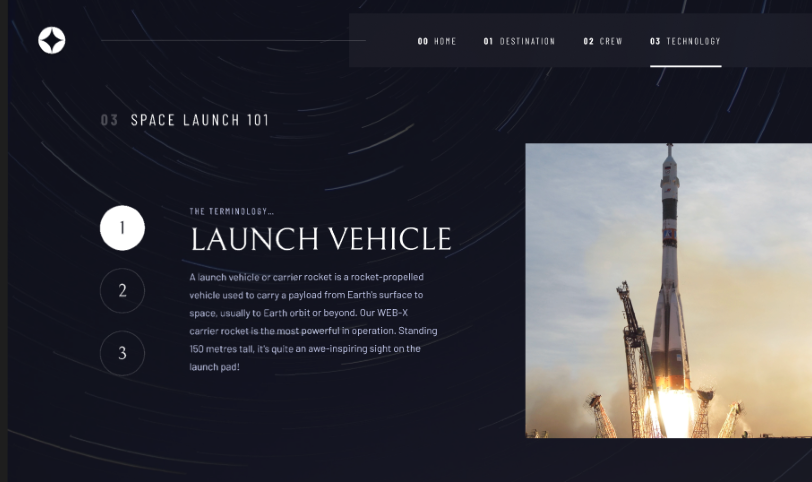 00 HOME
01 DESTINATION
02 CREW
03 TECHNOLOGY
03 SPACE LAUNCH 101
1
2
3
THE TERMINOLOGY...
LAUNCH VEHICLE
A launch vehicle or carrier rocket is a rocket-propelled
vehicle used to carry a payload from Earth's surface to
space, usually to Earth orbit or beyond. Our WEB-X
carrier rocket is the most powerful in operation. Standing
150 metres tall, it's quite an awe-inspiring sight on the
launch pad!